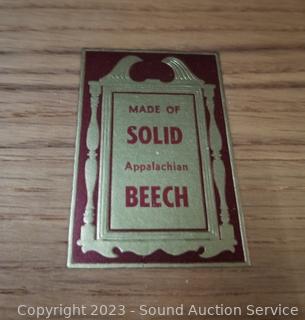 MADE OF
SOLID
Appalachian
BEECH
Copyright 2023 - Sound Auction Service